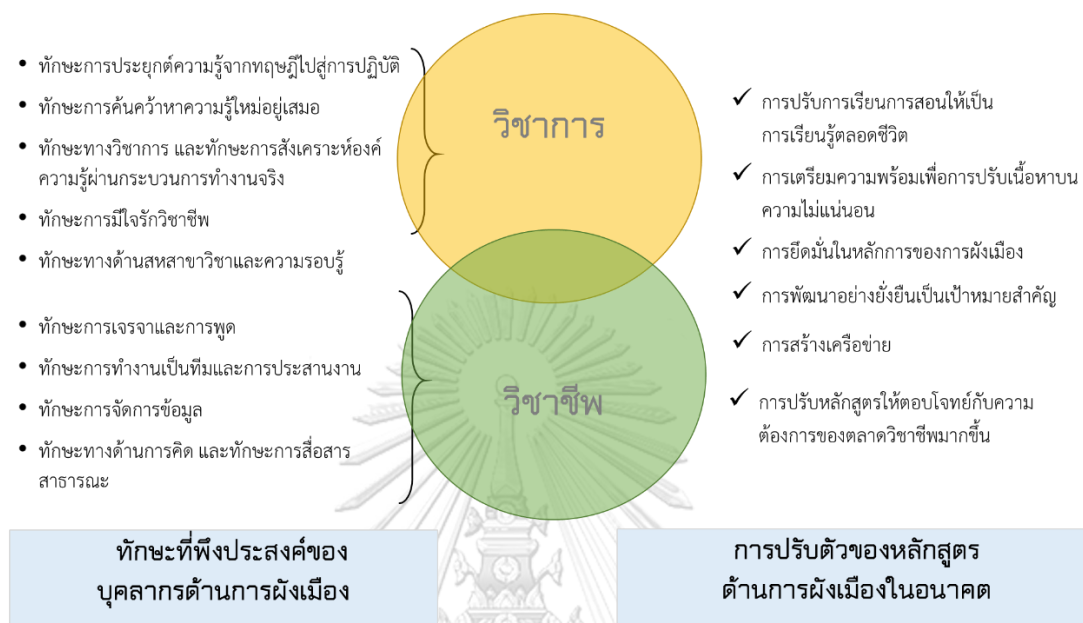 • ทักษะการประยุกต์ความรู้จากทฤษฎีไปสู่การปฏิบัติ
• ทักษะการค้นคว้าหาความรู้ใหม่อยู่เสมอ
• ทักษะทางวิชาการ และทักษะการสังเคราะห์องค์
ความรู้ผ่านกระบวนการทำงานจริง
• ทักษะการมีใจรักวิชาชีพ
• ทักษะทางด้านสหสาขาวิชาและความรอบรู้
• ทักษะการเจรจาและการพูด
• ทักษะการทำงานเป็นทีมและการประสานงาน
• ทักษะการจัดการข้อมูล
• ทักษะทางด้านการคิด และทักษะการสื่อสาร
สาธารณะ
วิชาการ
วิชาชีพ
✓ การปรับการเรียนการสอนให้เป็น
การเรียนรู้ตลอดชีวิต
✓ การเตรียมความพร้อมเพื่อการปรับเนื้อหาบน
ความไม่แน่นอน
✓ การยึดมั่นในหลักการของการผังเมือง
✓ การพัฒนาอย่างยั่งยืนเป็นเป้าหมายสำคัญ
✓ การสร้างเครือข่าย
✓ การปรับหลักสูตรให้ตอบโจทย์กับความ
ต้องการของตลาดวิชาชีพมากขึ้น
ทักษะที่พึงประสงค์ของ
บุคลากรด้านการผังเมือง
การปรับตัวของหลักสูตร
ด้านการผังเมืองในอนาคต